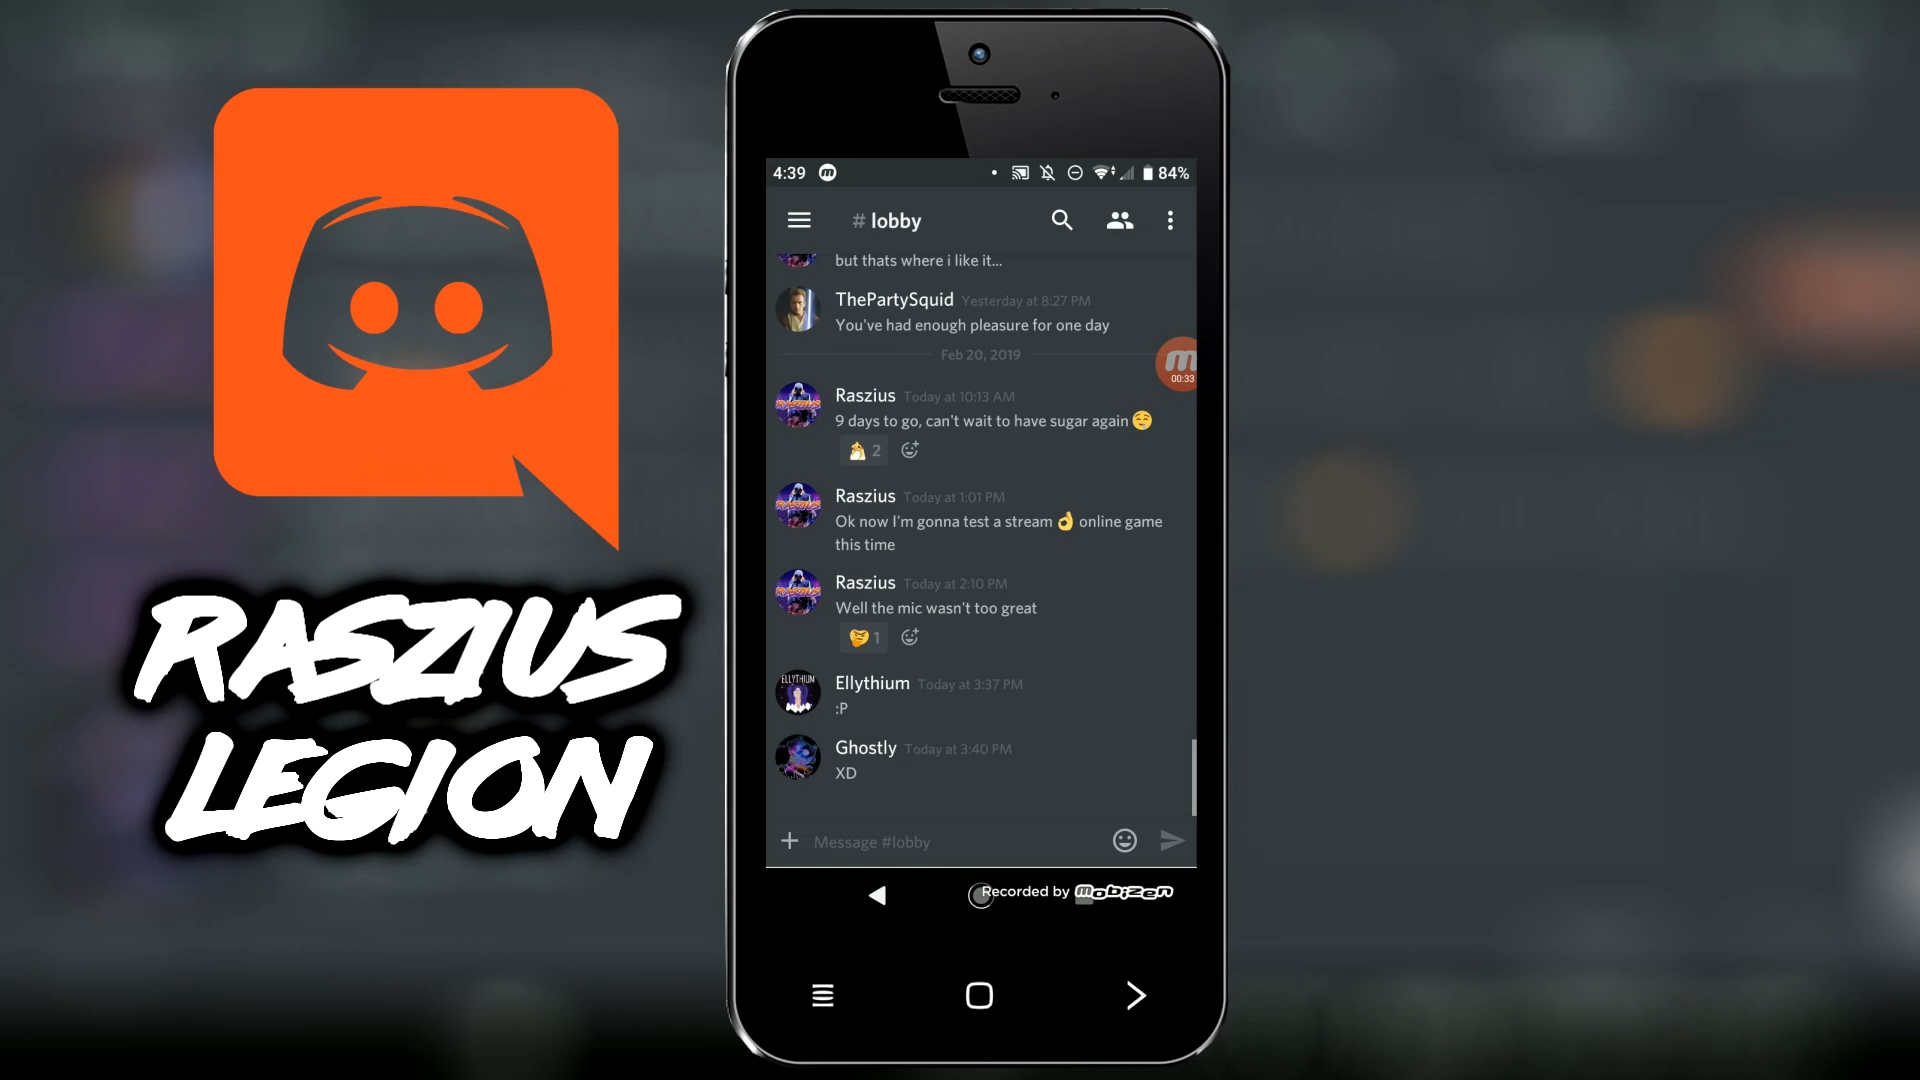 RASZIUS
LEGION
4:39
84%
# lobby
but thats where i like it...
ThePartySquid Yesterday at 8:27 PM
You've had enough pleasure for one day
Feb 20, 2019
00:33
Raszius Today at 10:13 AM
9 days to go, can't wait to have sugar again ☺️
2
Raszius Today at 1:01 PM
Ok now I'm gonna test a stream 👌 online game
this time
Raszius Today at 2:10 PM
Well the mic wasn't too great
1
ELLYTHIUM
Ellythium Today at 3:37 PM
:P
Ghostly Today at 3:40 PM
XD
Message #lobby
Recorded by mobizen